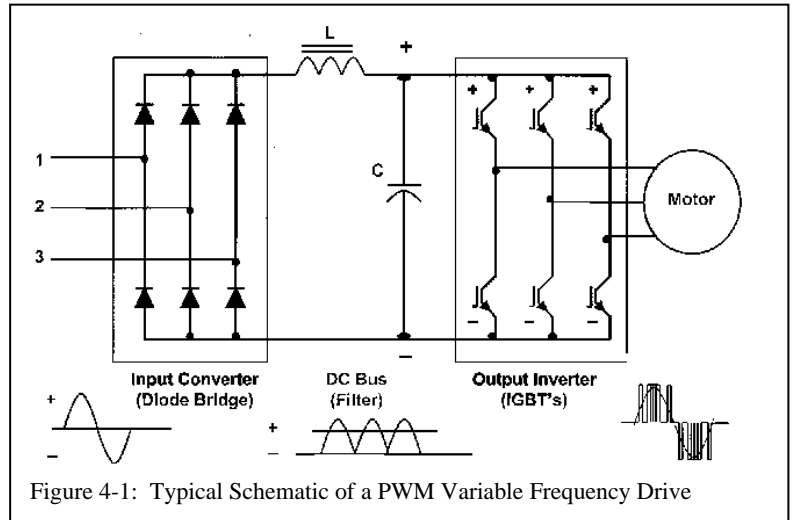 L
+
+ + +
1
C
2
Motor
3
− − −
−
Input Converter
(Diode Bridge)
DC Bus
(Filter)
Output Inverter
(IGBT's)
+
−
+
−
Figure 4-1: Typical Schematic of a PWM Variable Frequency Drive